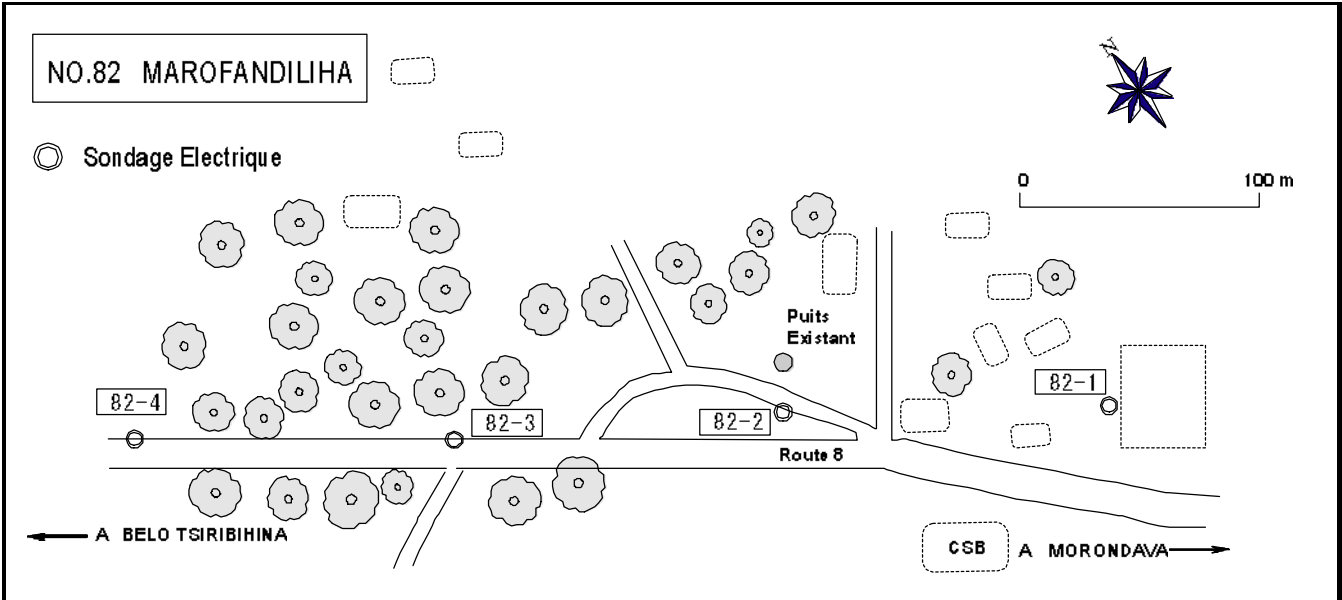 NO.82 MAROFANDILIHA
N
Sondage Electrique
0 100 m
Puits
Existant
82-1
82-4
82-3
82-2
Route 8
A BELO TSIRIBIHINA
CSB
A MORONDAVA